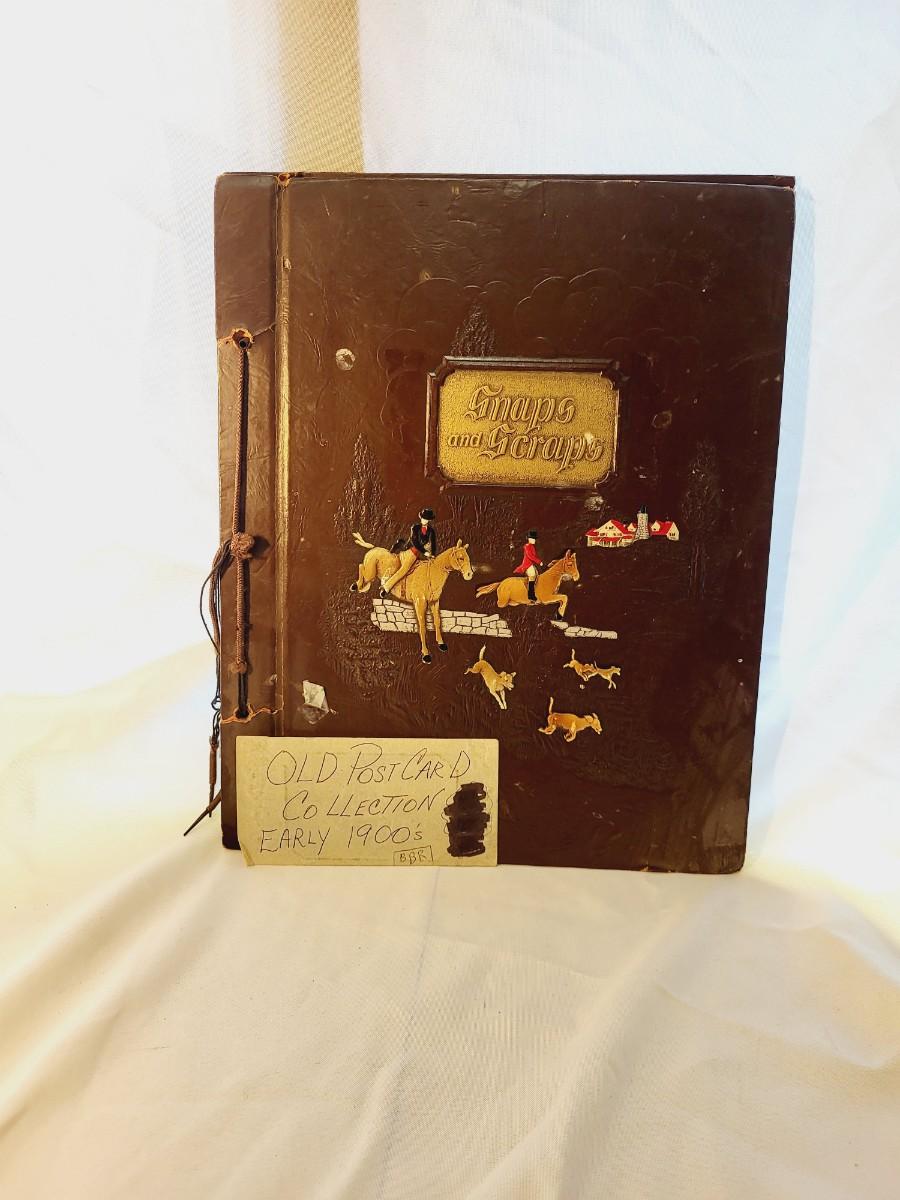 Snaps
and Scraps
OLD POSTCARD
COLLECTION
EARLY 1900's
BBR